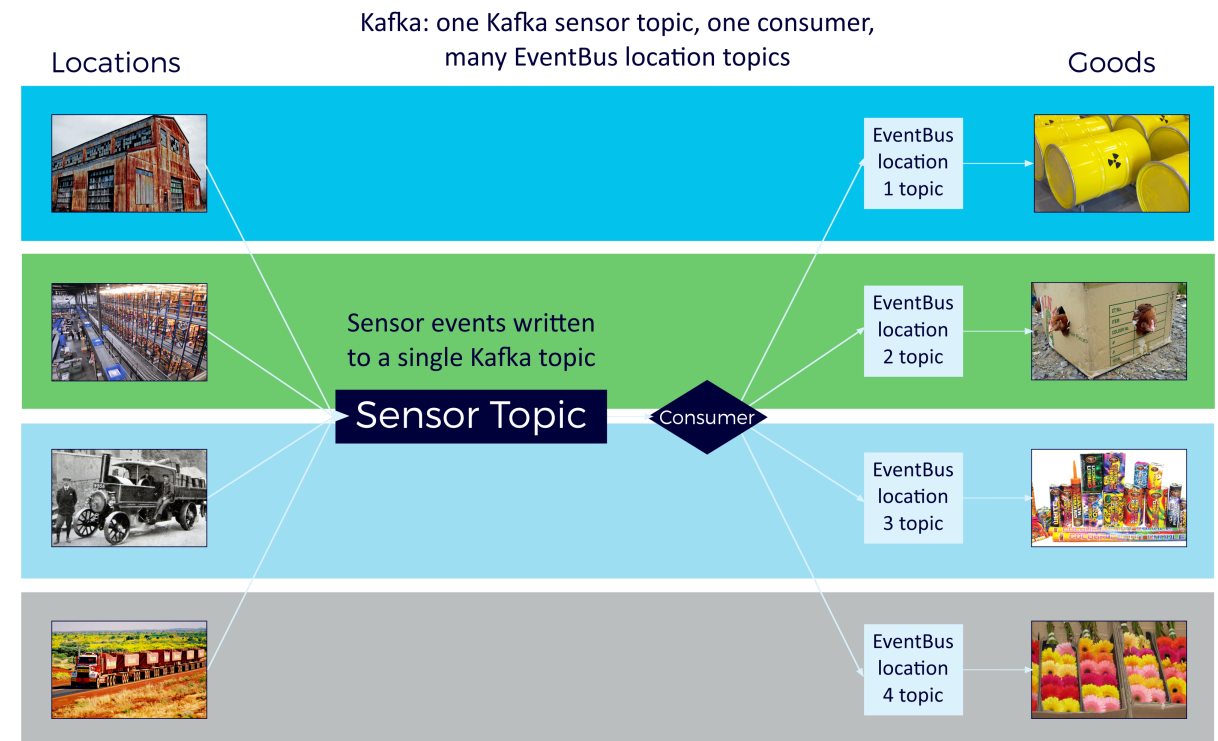 Kafka: one Kafka sensor topic, one consumer,
many EventBus location topics
Locations
Goods
EventBus
location
1 topic
EventBus
location
2 topic
Sensor events written
to a single Kafka topic
Sensor Topic
Consumer
EventBus
location
3 topic
EventBus
location
4 topic